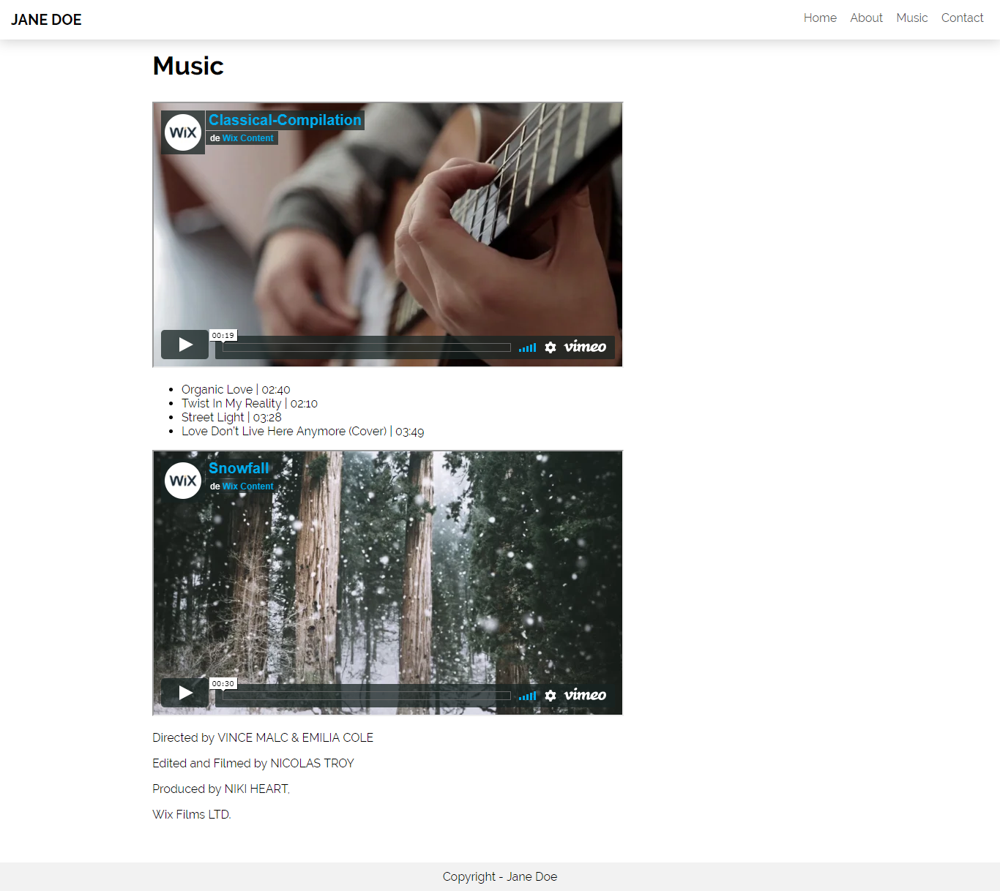 JANE DOE
Home About Music Contact
Music
WiX
Classical-Compilation
de Wix Content
00:19
vimeo
Organic Love | 02:40
Twist In My Reality | 02:10
Street Light | 03:28
Love Don't Live Here Anymore (Cover) | 03:49
WiX
Snowfall
de Wix Content
00:30
vimeo
Directed by VINCE MALC & EMILIA COLE
Edited and Filmed by NICOLAS TROY
Produced by NIKI HEART,
Wix Films LTD.
Copyright - Jane Doe